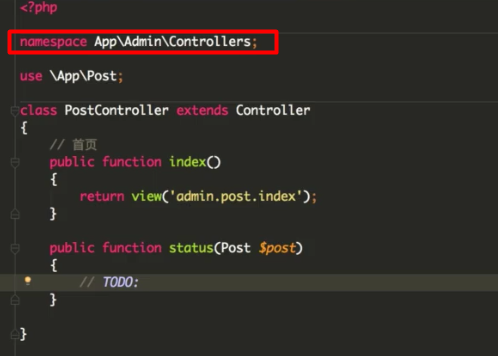 <?php
namespace App\Admin\Controllers;
use \App\Post;
class PostController extends Controller
{
// 首页
public function index()
{
return view('admin.post.index');
}
public function status(Post $post)
{
// TODO:
}
}